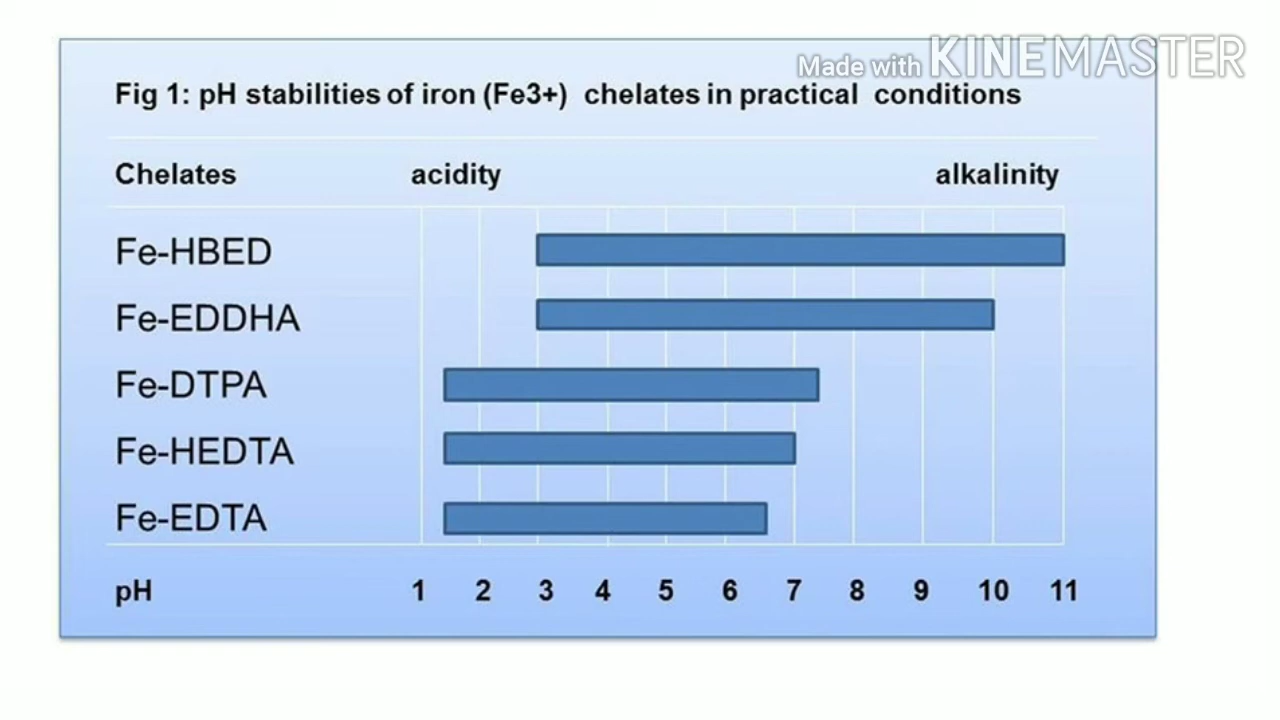 Made with KINEMASTER
Fig 1: pH stabilities of iron (Fe3+) chelates in practical conditions
Chelates acidity alkalinity
Fe-HBED
Fe-EDDHA
Fe-DTPA
Fe-HEDTA
Fe-EDTA
pH 1 2 3 4 5 6 7 8 9 10 11